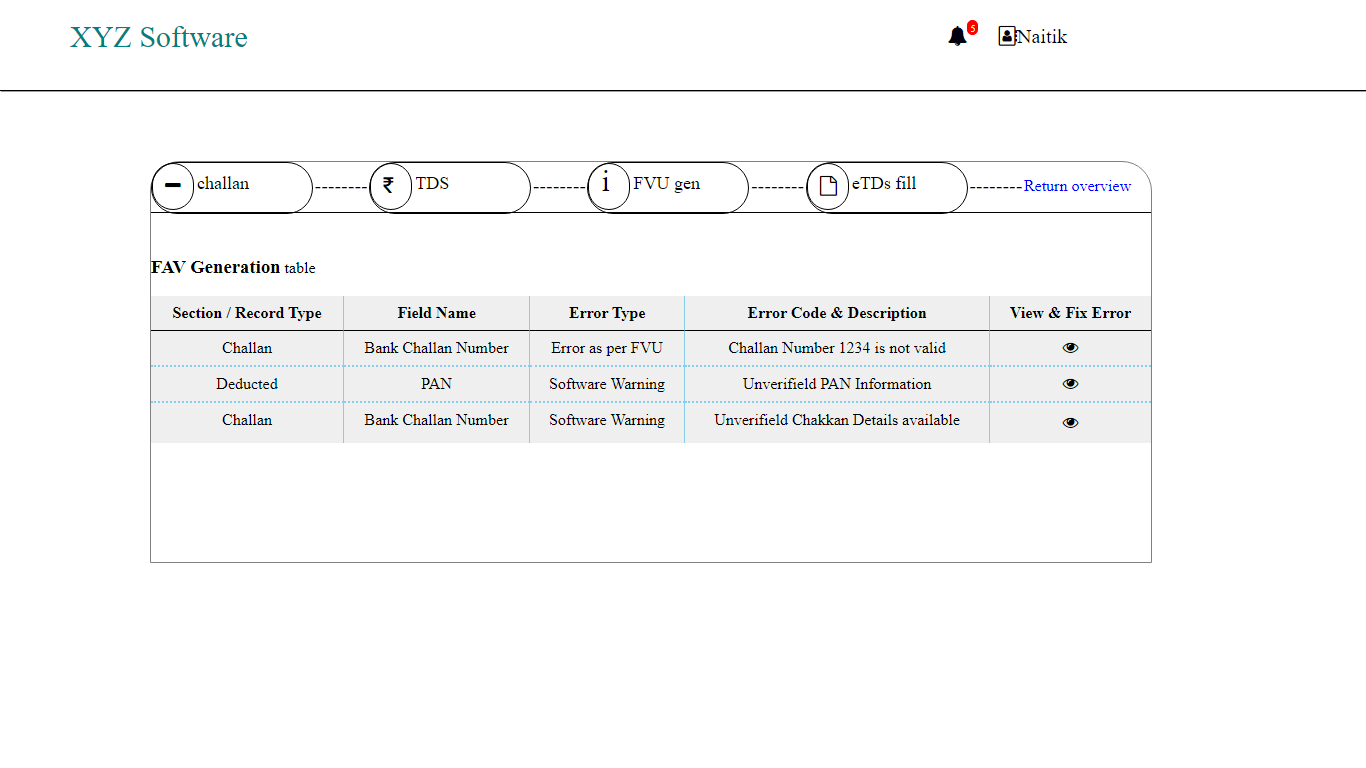 XYZ Software 5 Naitik
challan -------- ₹ TDS -------- i FVU gen -------- eTDs fill --------Return overview
FAV Generation table
Section / Record Type Field Name Error Type Error Code & Description View & Fix Error
Challan Bank Challan Number Error as per FVU Challan Number 1234 is not valid
Deducted PAN Software Warning Unverifield PAN Information
Challan Bank Challan Number Software Warning Unverifield Chakkan Details available